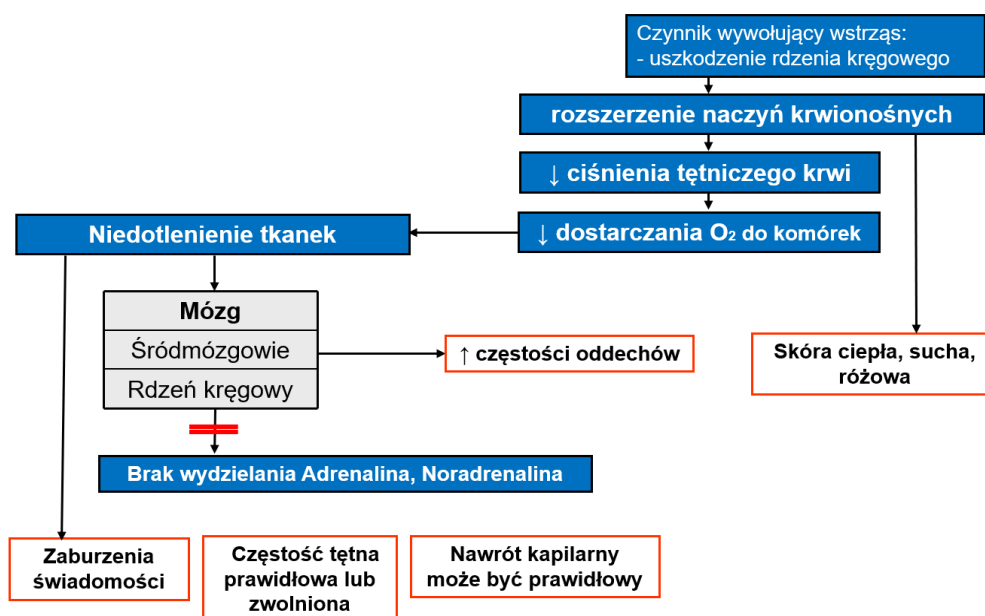 Czynnik wywołujący wstrząs:
- uszkodzenie rdzenia kręgowego
rozszerzenie naczyń krwionośnych
↓ ciśnienia tętniczego krwi
↓ dostarczania O₂ do komórek
Niedotlenienie tkanek
Mózg
Śródmózgowie
Rdzeń kręgowy
↑ częstości oddechów
Skóra ciepła, sucha,
różowa
Brak wydzielania Adrenalina, Noradrenalina
Zaburzenia
świadomości
Częstość tętna
prawidłowa lub
zwolniona
Nawrót kapilarny
może być prawidłowy